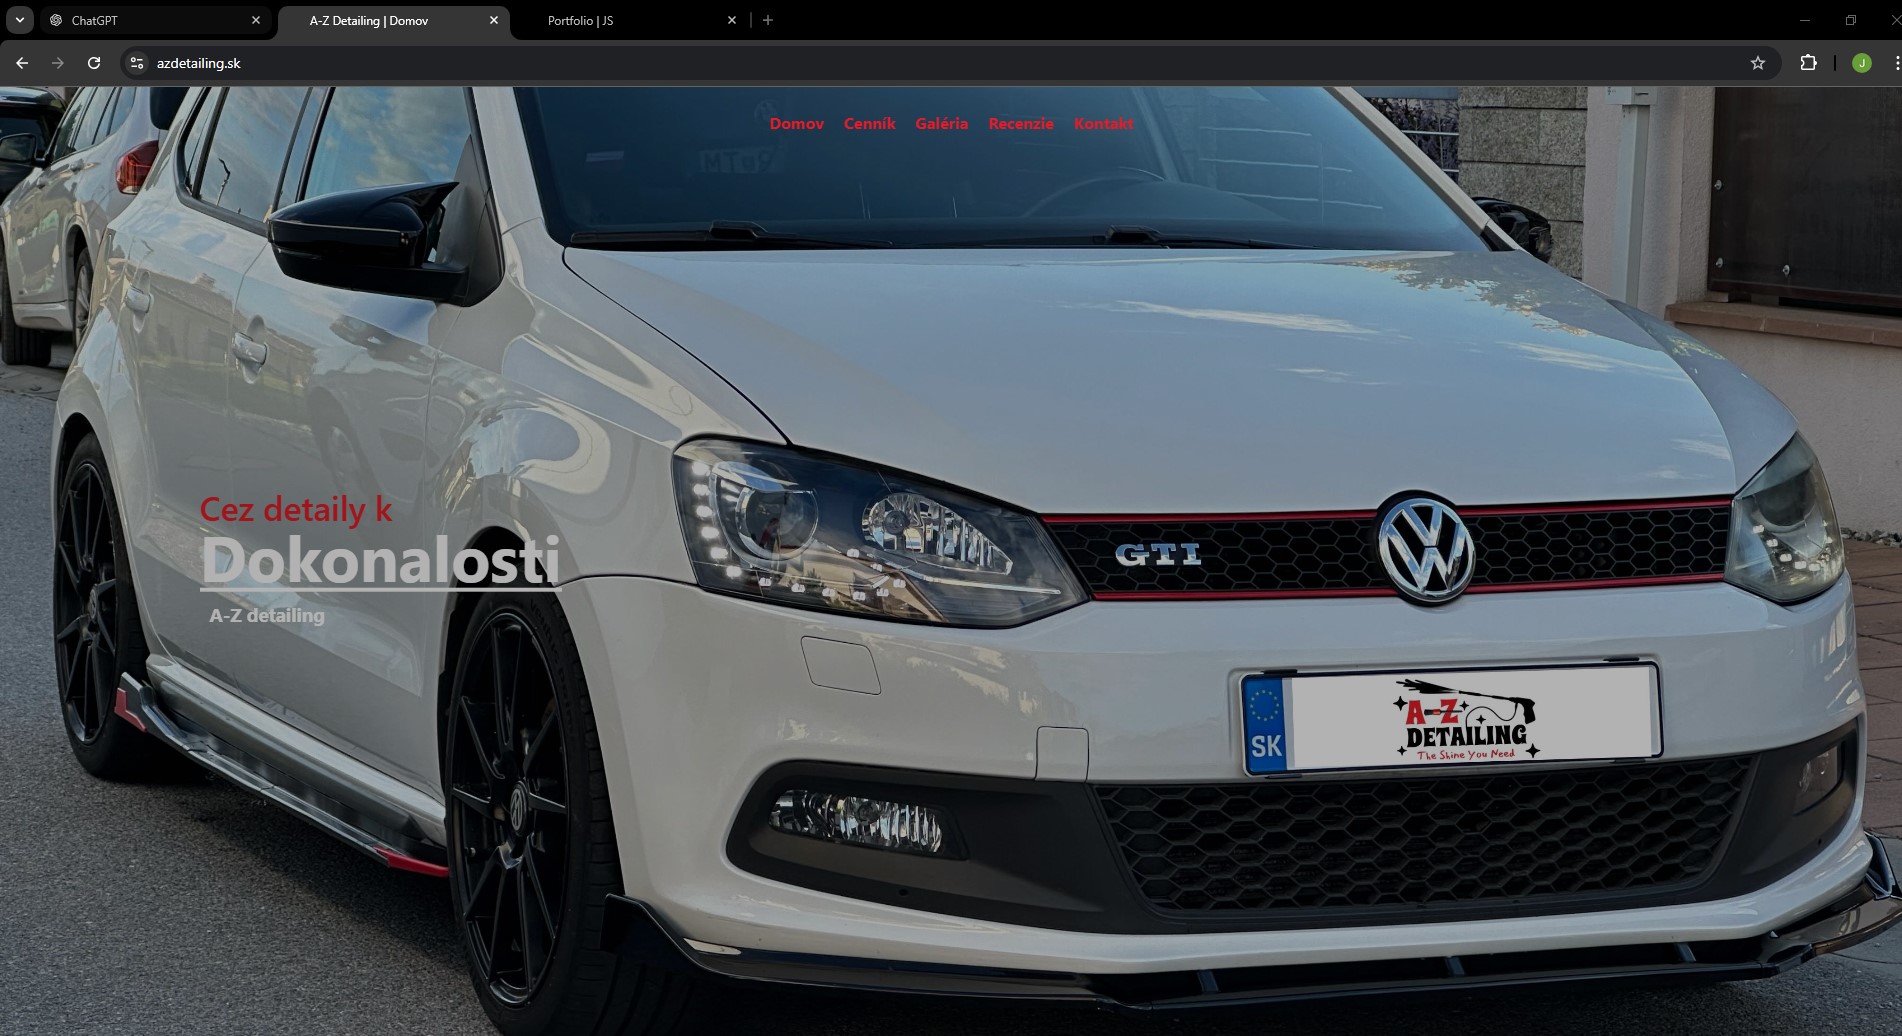 ChatGPT
A-Z Detailing | Domov
Portfolio | JS
azdetailing.sk
J
Domov Cenník Galéria Recenzie Kontakt
Cez detaily k
Dokonalosti
A-Z detailing
GTI
SK
A-Z
DETAILING
The Shine You Need